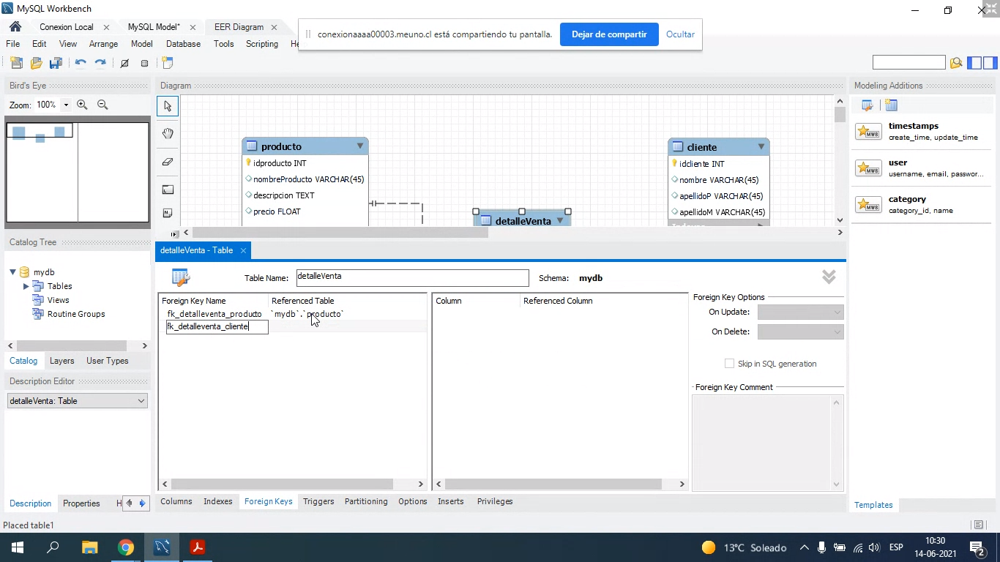 MySQL Workbench
Conexion Local
MySQL Model*
EER Diagram
conexionaaaa00003.meuno.cl está compartiendo tu pantalla.
Dejar de compartir
Ocultar
File Edit View Arrange Model Database Tools Scripting He
Bird's Eye
Diagram
Modeling Additions
Zoom: 100%
timestamps
create_time, update_time
user
username, email, passwor...
category
category_id, name
producto
idproducto INT
nombreProducto VARCHAR(45)
descripcion TEXT
precio FLOAT
detalleVenta
cliente
idcliente INT
nombre VARCHAR(45)
apellidoP VARCHAR(45)
apellidoM VARCHAR(45)
Catalog Tree
mydb
Tables
Views
Routine Groups
Catalog Layers User Types
Description Editor
detalleVenta: Table
Description Properties H
detalleVenta - Table
Table Name: detalleVenta Schema: mydb
Foreign Key Name Referenced Table
fk_detalleventa_producto `mydb`.`producto`
fk_detalleventa_cliente
Column Referenced Column
Foreign Key Options
On Update:
On Delete:
Skip in SQL generation
Foreign Key Comment
Columns Indexes Foreign Keys Triggers Partitioning Options Inserts Privileges
Templates
Placed table1
13°C Soleado
ESP
10:30
14-06-2021
2